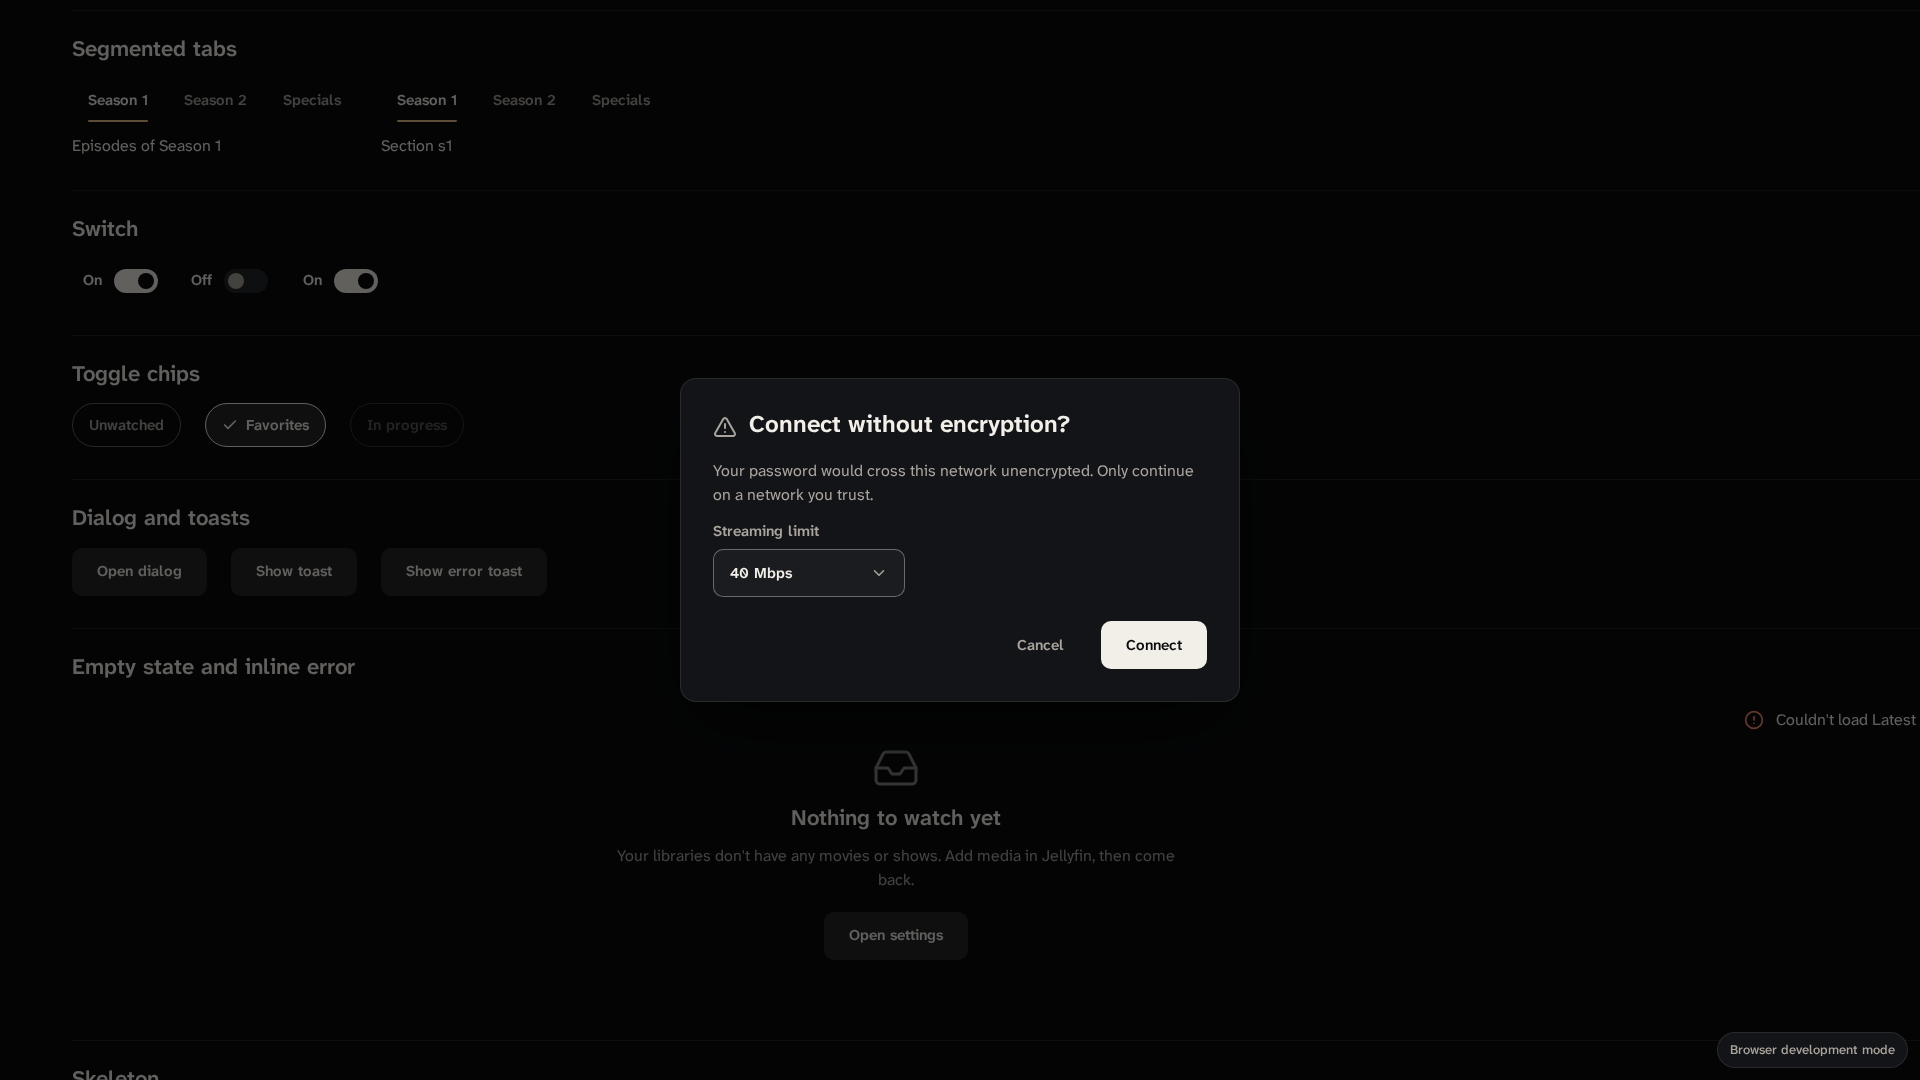 Segmented tabs
Season 1 Season 2 Specials Season 1 Season 2 Specials
Episodes of Season 1 Section s1
Switch
On Off On
Toggle chips
Unwatched Favorites In progress
Connect without encryption?
Your password would cross this network unencrypted. Only continue
on a network you trust.
Streaming limit
40 Mbps
Cancel Connect
Dialog and toasts
Open dialog Show toast Show error toast
Empty state and inline error
Couldn't load Latest
Nothing to watch yet
Your libraries don't have any movies or shows. Add media in Jellyfin, then come
back.
Open settings
Browser development mode
Skeleton